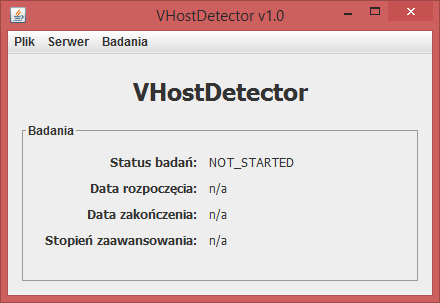 VHostDetector v1.0
Plik Serwer Badania
VHostDetector
Badania
Status badań: NOT_STARTED
Data rozpoczęcia: n/a
Data zakończenia: n/a
Stopień zaawansowania: n/a